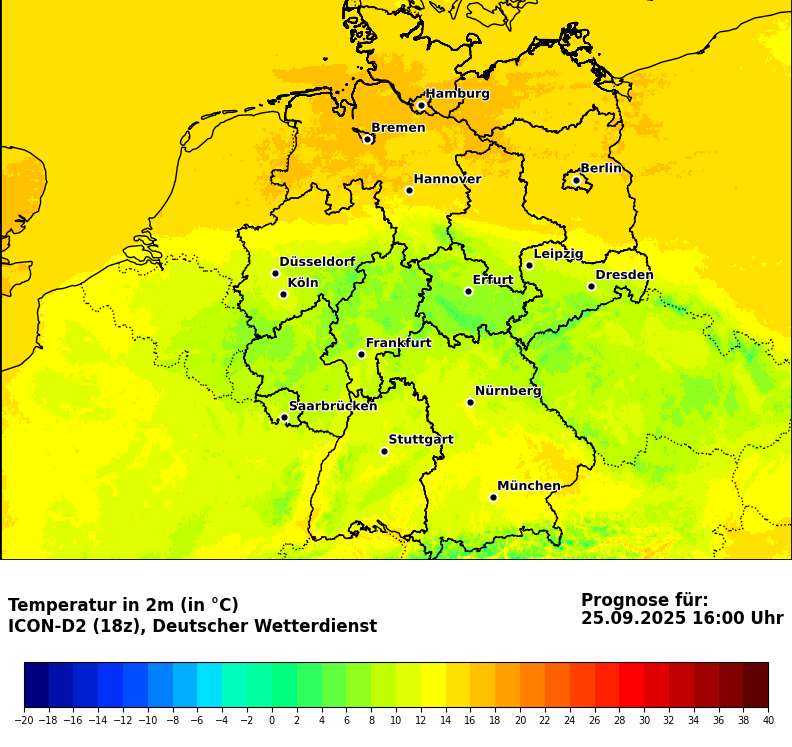 Hamburg
Bremen
Berlin
Hannover
Leipzig
Düsseldorf
Dresden
Köln
Erfurt
Frankfurt
Nürnberg
Saarbrücken
Stuttgart
München
Temperatur in 2m (in °C)
ICON-D2 (18z), Deutscher Wetterdienst
Prognose für:
25.09.2025 16:00 Uhr
−20 −18 −16 −14 −12 −10 −8 −6 −4 −2 0 2 4 6 8 10 12 14 16 18 20 22 24 26 28 30 32 34 36 38 40